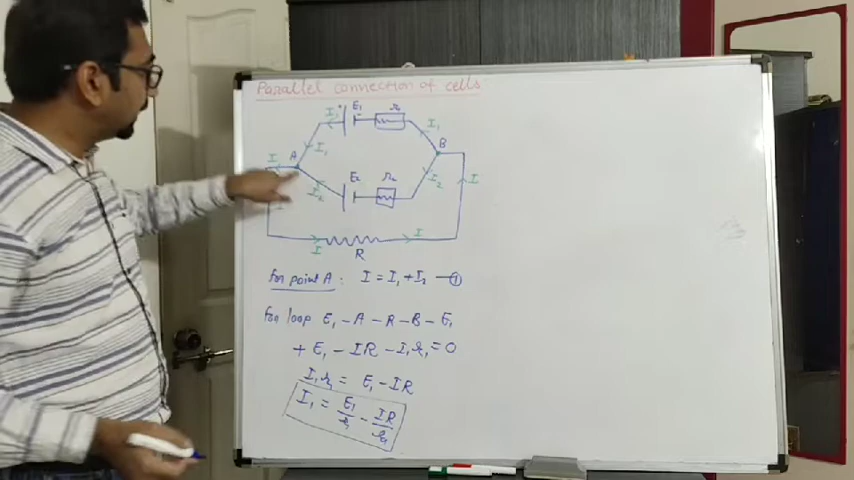 Parallel connection of cells
I₁ + E₁ - r₁ I₁
A I₁ B
I
I₂ E₂ r₂ I₂ I
I
I R I
for point A : I = I₁ + I₂ — ①
for loop E₁ - A - R - B - E₁
+ E₁ - IR - I₁r₁ = 0
I₁r₁ = E₁ - IR
I₁ = E₁/r₁ - IR/r₁